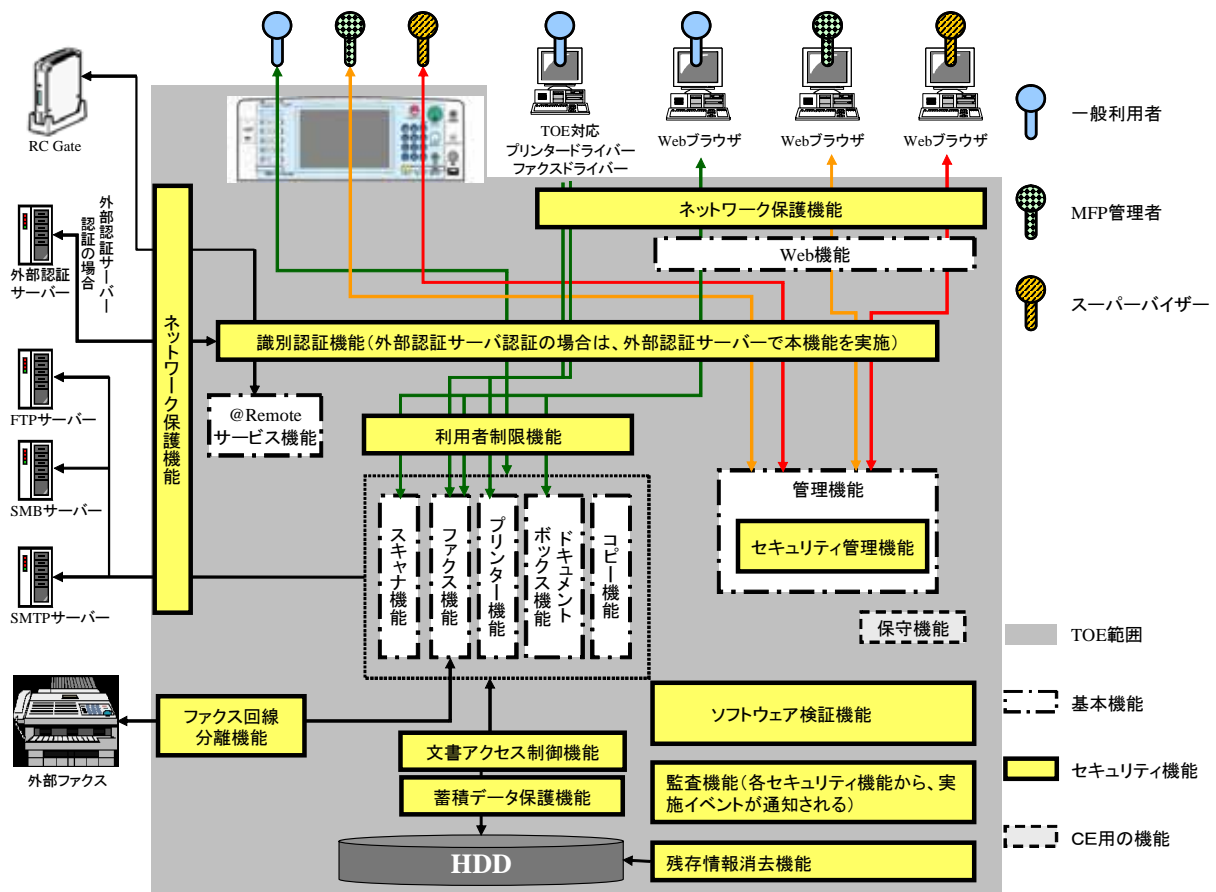 RC Gate
外部認証
サーバー
外部認証サーバー
認証の場合
FTPサーバー
SMBサーバー
SMTPサーバー
外部ファクス
TOE対応
プリンタードライバー
ファクスドライバー
Webブラウザ
Webブラウザ
Webブラウザ
ネットワーク保護機能
Web機能
ネットワーク保護機能
識別認証機能(外部認証サーバ認証の場合は、外部認証サーバーで本機能を実施)
@Remote
サービス機能
利用者制限機能
スキャナ機能
ファクス機能
プリンター機能
ドキュメント
ボックス機能
コピー機能
管理機能
セキュリティ管理機能
保守機能
ファクス回線
分離機能
文書アクセス制御機能
蓄積データ保護機能
HDD
ソフトウェア検証機能
監査機能(各セキュリティ機能から、実
施イベントが通知される)
残存情報消去機能
一般利用者
MFP管理者
スーパーバイザー
TOE範囲
基本機能
セキュリティ機能
CE用の機能